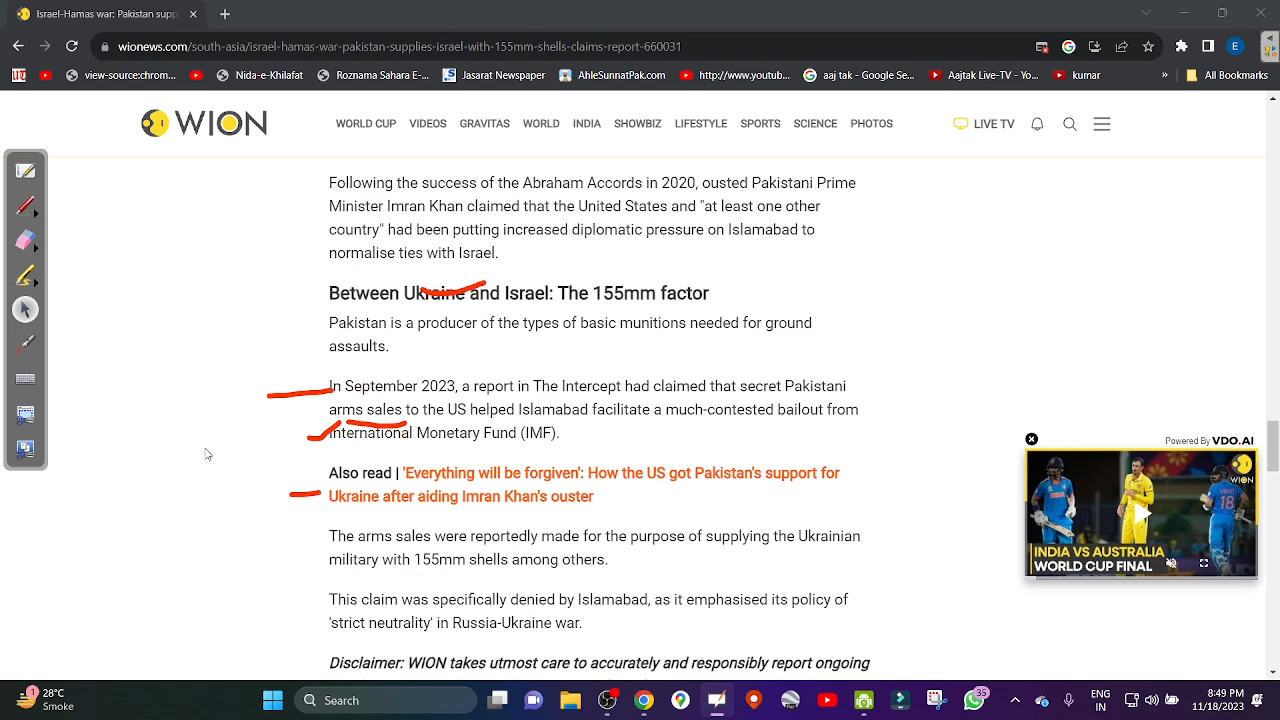 Israel-Hamas war: Pakistan supp
wionews.com/south-asia/israel-hamas-war-pakistan-supplies-israel-with-155mm-shells-claims-report-660031
view-source:chrom...
Nida-e-Khilafat
Rozana Sahara E-...
Jasarat Newspaper
AhleSunnatPak.com
http://www.youtub...
aaj tak - Google...
Aajtak LIVE TV - Yo...
kumar
»
All Bookmarks
WION
WORLD CUP VIDEOS GRAVITAS WORLD INDIA SHOWBIZ LIFESTYLE SPORTS SCIENCE PHOTOS
LIVE TV
Following the success of the Abraham Accords in 2020, ousted Pakistani Prime
Minister Imran Khan claimed that the United States and "at least one other
country" had been putting increased diplomatic pressure on Islamabad to
normalise ties with Israel.
Between Ukraine and Israel: The 155mm factor
Pakistan is a producer of the types of basic munitions needed for ground
assaults.
In September 2023, a report in The Intercept had claimed that secret Pakistani
arms sales to the US helped Islamabad facilitate a much-contested bailout from
International Monetary Fund (IMF).
Also read | 'Everything will be forgiven': How the US got Pakistan's support for
Ukraine after aiding Imran Khan's ouster
The arms sales were reportedly made for the purpose of supplying the Ukrainian
military with 155mm shells among others.
This claim was specifically denied by Islamabad, as it emphasised its policy of
'strict neutrality' in Russia-Ukraine war.
Disclaimer: WION takes utmost care to accurately and responsibly report ongoing
Powered By VDO.AI
WION
VIRAT
18
INDIA VS AUSTRALIA
WORLD CUP FINAL
1
28°C
Smoke
Search
35
ENG
IN
8:49 PM
11/18/2023